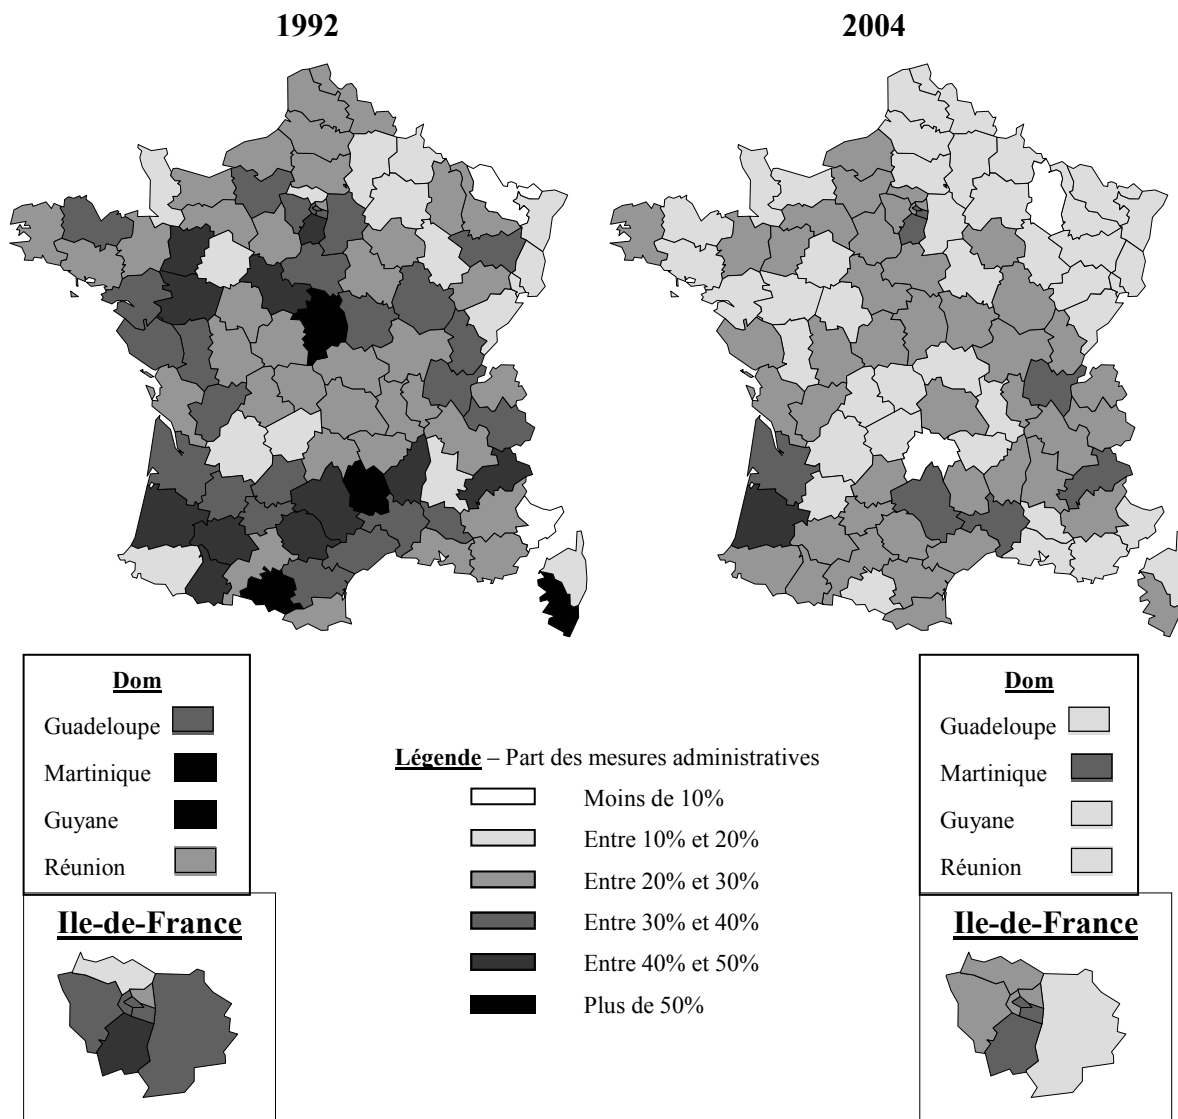 1992
2004
Dom
Guadeloupe
Martinique
Guyane
Réunion
Ile-de-France
Légende – Part des mesures administratives
Moins de 10%
Entre 10% et 20%
Entre 20% et 30%
Entre 30% et 40%
Entre 40% et 50%
Plus de 50%
Dom
Guadeloupe
Martinique
Guyane
Réunion
Ile-de-France